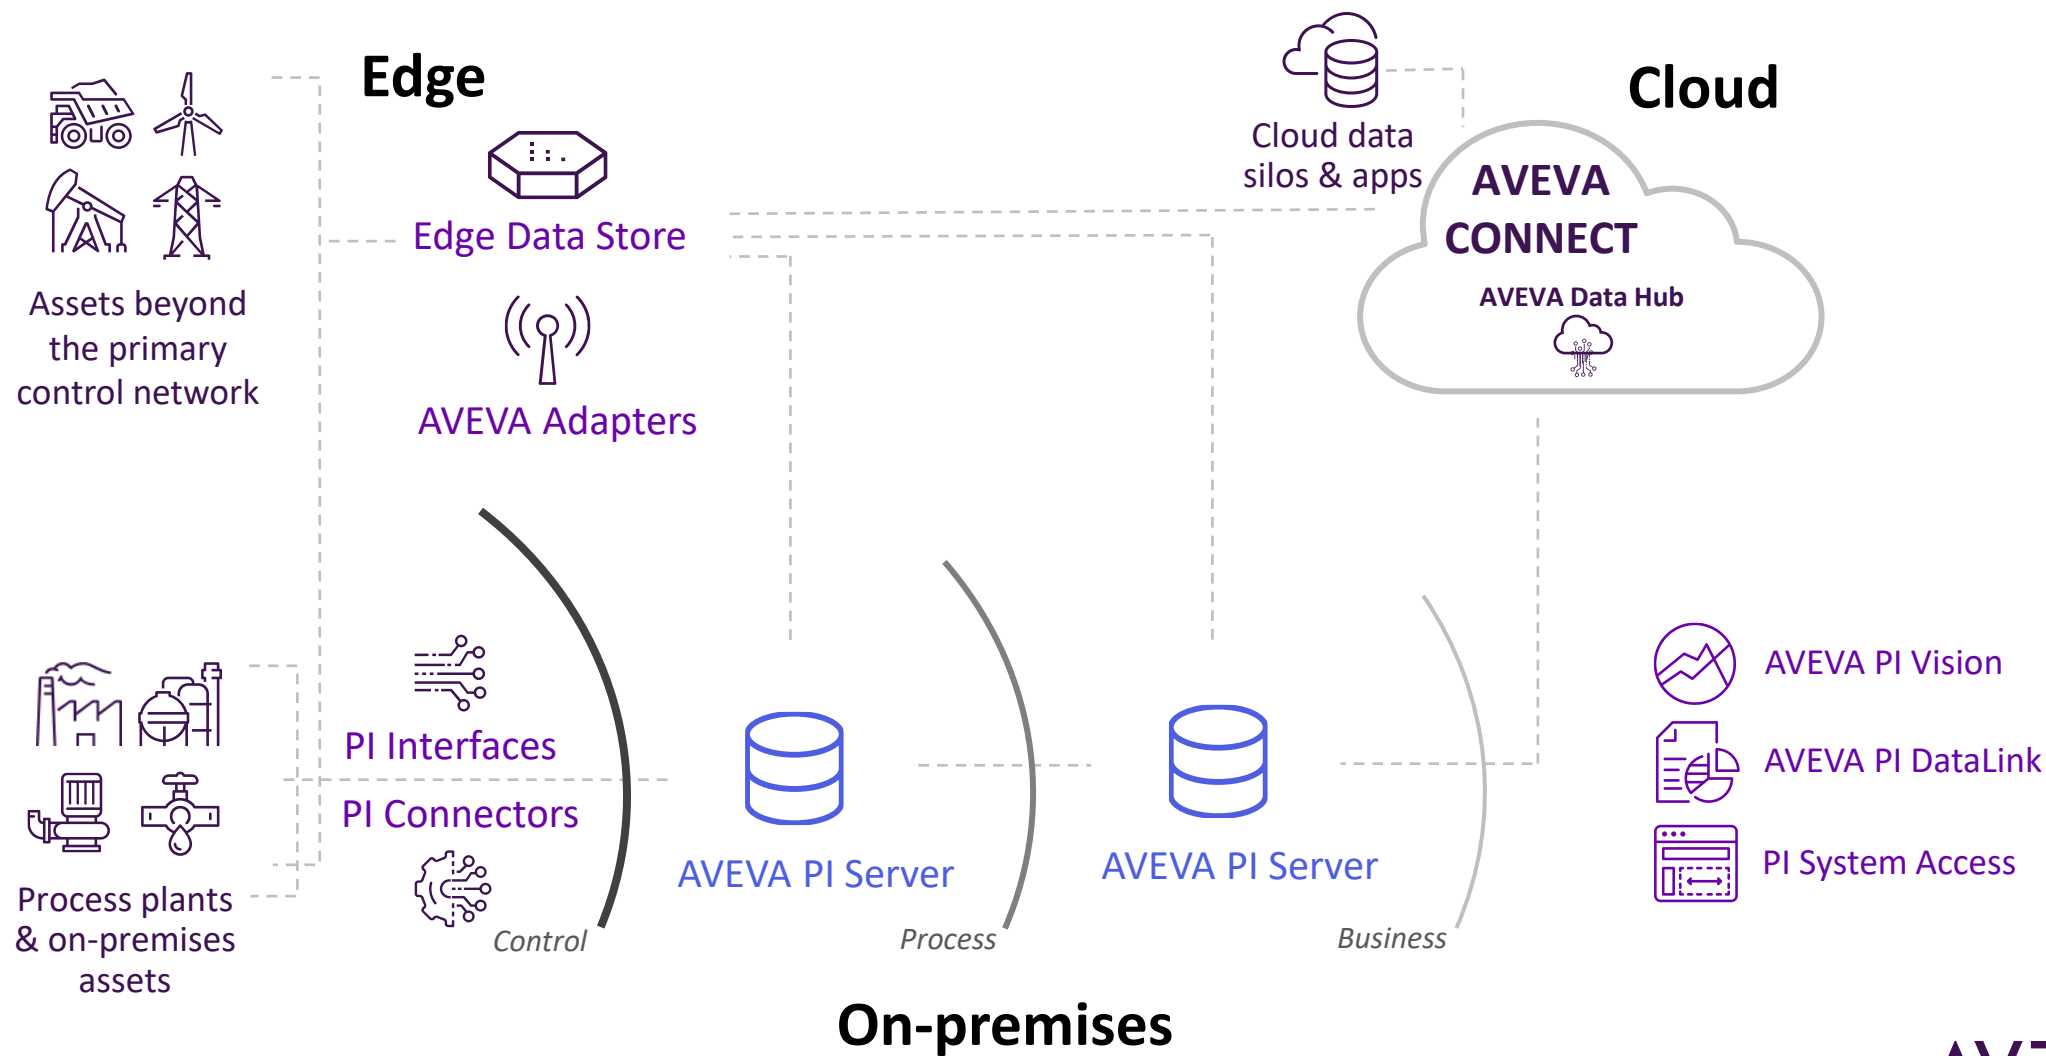 Edge
Cloud
Cloud data
silos & apps
AVEVA
CONNECT
AVEVA Data Hub
Edge Data Store
Assets beyond
the primary
control network
AVEVA Adapters
PI Interfaces
PI Connectors
AVEVA PI Server
AVEVA PI Server
AVEVA PI Vision
AVEVA PI DataLink
PI System Access
Process plants
& on-premises
assets
Control
Process
Business
On-premises